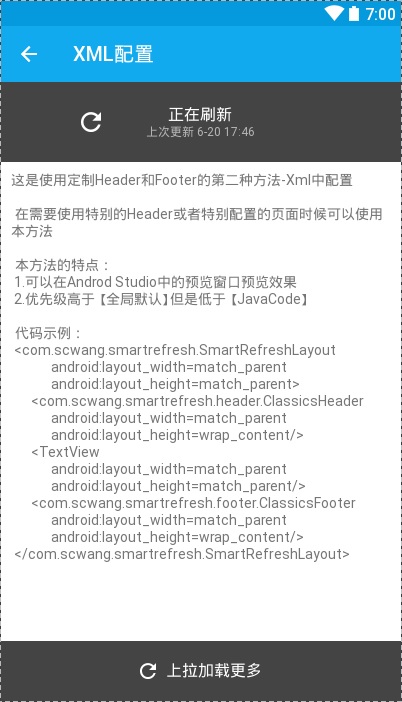 7:00
XML配置
正在刷新
上次更新 6-20 17:46
这是使用定制Header和Footer的第二种方法-Xml中配置
在需要使用特别的Header或者特别配置的页面时候可以使用
本方法
本方法的特点：
1.可以在Androd Studio中的预览窗口预览效果
2.优先级高于【全局默认】但是低于【JavaCode】
代码示例：
<com.scwang.smartrefresh.SmartRefreshLayout
android:layout_width=match_parent
android:layout_height=match_parent>
<com.scwang.smartrefresh.header.ClassicsHeader
android:layout_width=match_parent
android:layout_height=wrap_content/>
<TextView
android:layout_width=match_parent
android:layout_height=match_parent/>
<com.scwang.smartrefresh.footer.ClassicsFooter
android:layout_width=match_parent
android:layout_height=wrap_content/>
</com.scwang.smartrefresh.SmartRefreshLayout>
上拉加载更多